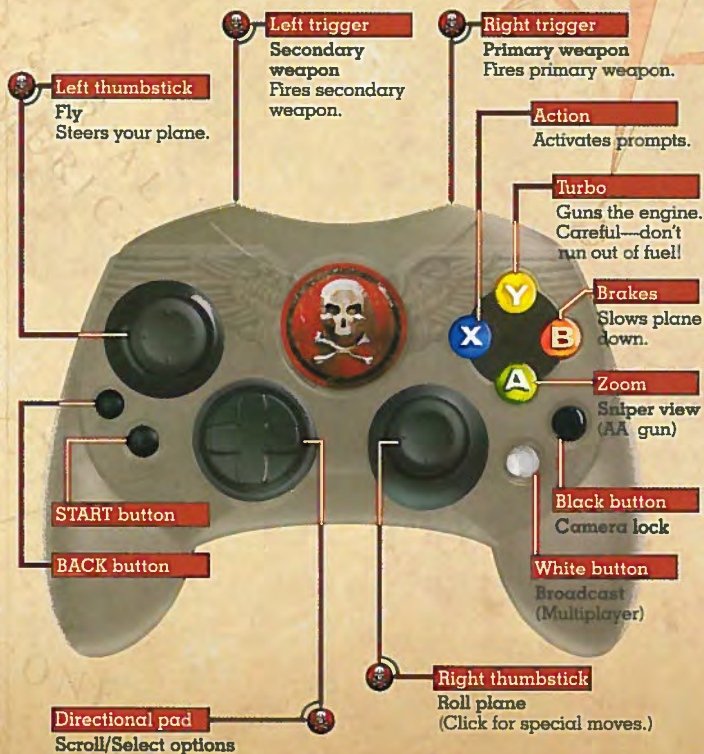 Left trigger
Secondary
weapon
Fires secondary
weapon.
Right trigger
Primary weapon
Fires primary weapon.
Left thumbstick
Fly
Steers your plane.
Action
Activates prompts.
Turbo
Guns the engine.
Careful—don't
run out of fuel!
Y
X
B
A
Brakes
Slows plane
down.
Zoom
Sniper view
(AA gun)
START button
BACK button
Black button
Camera lock
White button
Broadcast
(Multiplayer)
Right thumbstick
Roll plane
(Click for special moves.)
Directional pad
Scroll/Select options